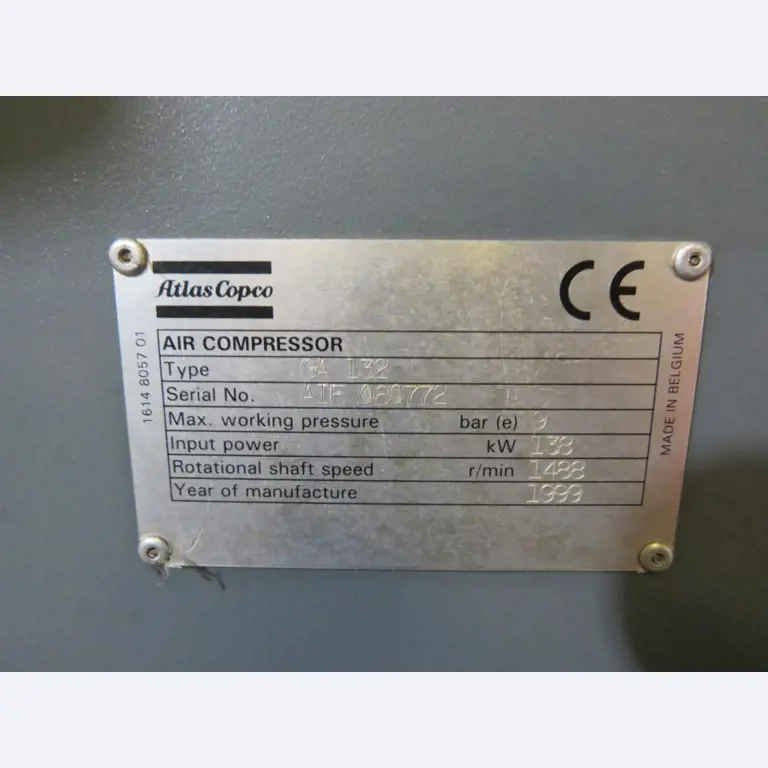 Atlas Copco
CE
AIR COMPRESSOR
Type GA 132
Serial No. AIF 060772
Max. working pressure bar (e) 9
Input power kW 138
Rotational shaft speed r/min 1488
Year of manufacture 1999
1614 8057 01
MADE IN BELGIUM